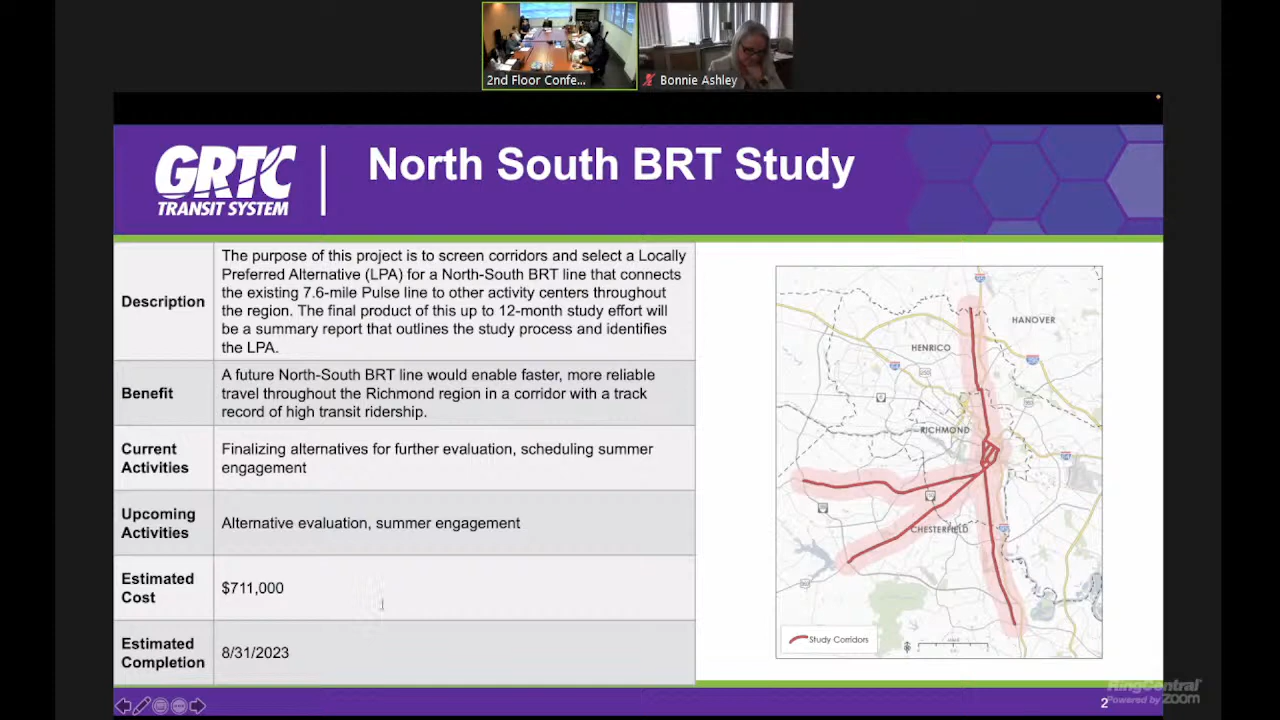 2nd Floor Confe...
Bonnie Ashley
GRTC
TRANSIT SYSTEM
North South BRT Study
Description
The purpose of this project is to screen corridors and select a Locally
Preferred Alternative (LPA) for a North-South BRT line that connects
the existing 7.6-mile Pulse line to other activity centers throughout
the region. The final product of this up to 12-month study effort will
be a summary report that outlines the study process and identifies
the LPA.
Benefit
A future North-South BRT line would enable faster, more reliable
travel throughout the Richmond region in a corridor with a track
record of high transit ridership.
Current
Activities
Finalizing alternatives for further evaluation, scheduling summer
engagement
Upcoming
Activities
Alternative evaluation, summer engagement
Estimated
Cost
$711,000
Estimated
Completion
8/31/2023
HANOVER
HENRICO
RICHMOND
CHESTERFIELD
Study Corridors
2
RingCentral
Powered by zoom